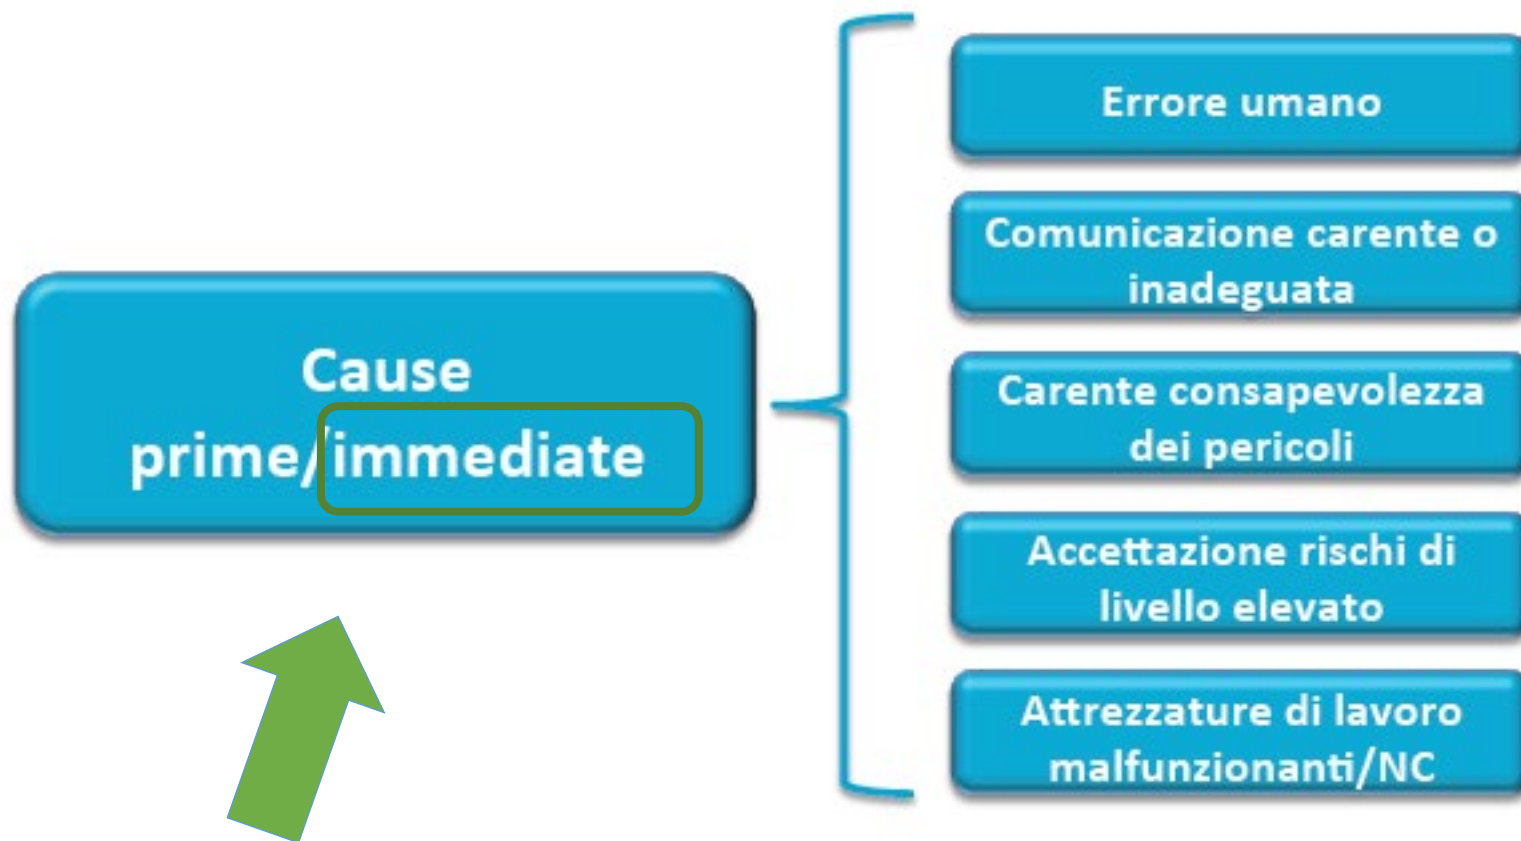 Cause
prime/immediate
Errore umano
Comunicazione carente o
inadeguata
Carente consapevolezza
dei pericoli
Accettazione rischi di
livello elevato
Attrezzature di lavoro
malfunzionanti/NC